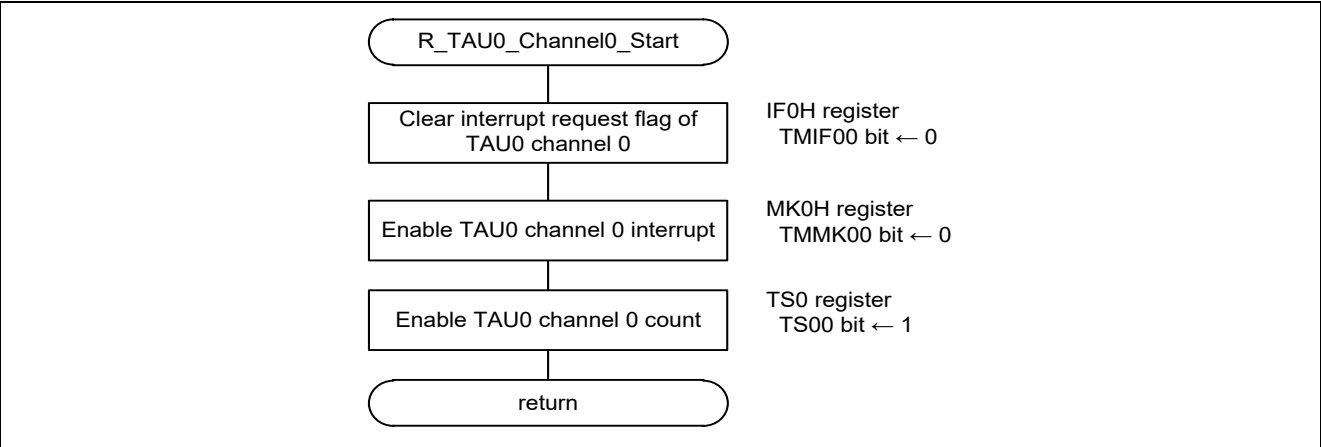 R_TAU0_Channel0_Start
Clear interrupt request flag of
TAU0 channel 0
IF0H register
TMIF00 bit ← 0
Enable TAU0 channel 0 interrupt
MK0H register
TMMK00 bit ← 0
Enable TAU0 channel 0 count
TS0 register
TS00 bit ← 1
return